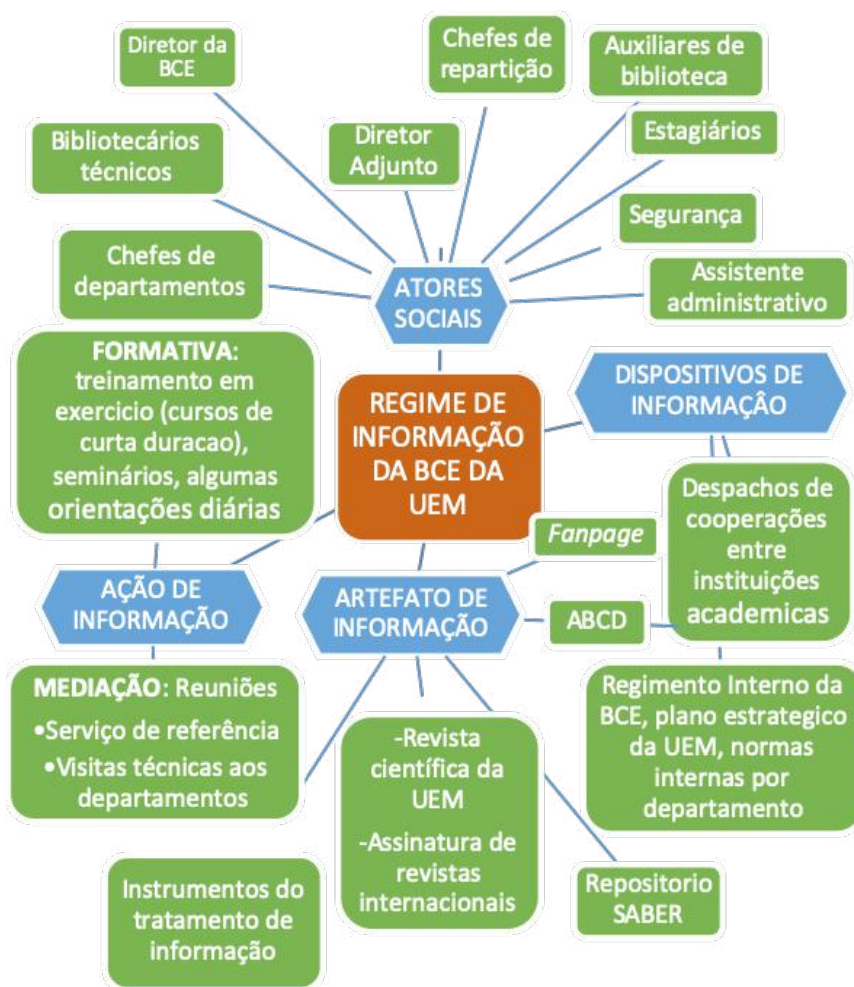 Diretor da
BCE
Chefes de
repartição
Auxiliares de
biblioteca
Bibliotecários
técnicos
Diretor
Adjunto
Estagiários
Segurança
Chefes de
departamentos
ATORES
SOCIAIS
Assistente
administrativo
FORMATIVA:
treinamento em
exercicio (cursos de
curta duracao),
seminários, algumas
orientações diárias
REGIME DE
INFORMAÇÃO
DA BCE DA
UEM
DISPOSITIVOS DE
INFORMAÇÂO
Despachos de
cooperações
entre
instituições
academicas
Fanpage
AÇÃO DE
INFORMAÇÃO
ARTEFATO DE
INFORMAÇÃO
ABCD
MEDIAÇÃO: Reuniões
•Serviço de referência
•Visitas técnicas aos
departamentos
-Revista
científica da
UEM
-Assinatura de
revistas
internacionais
Regimento Interno da
BCE, plano estrategico
da UEM, normas
internas por
departamento
Instrumentos do
tratamento de
informação
Repositorio
SABER